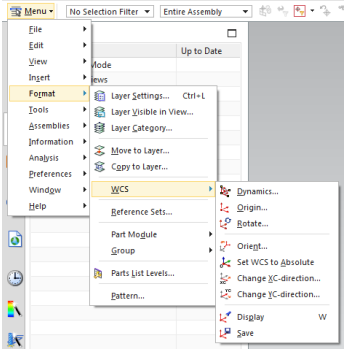 Menu
No Selection Filter
Entire Assembly
File
Edit
View
Insert
Format
Tools
Assemblies
Information
Analysis
Preferences
Window
Help
Up to Date
Mode
ews
Layer Settings... Ctrl+L
Layer Visible in View...
Layer Category...
Move to Layer...
Copy to Layer...
WCS
Reference Sets...
Part Module
Group
Parts List Levels...
Pattern...
Dynamics...
Origin...
Rotate...
Orient...
Set WCS to Absolute
Change XC-direction...
Change YC-direction...
Display W
Save